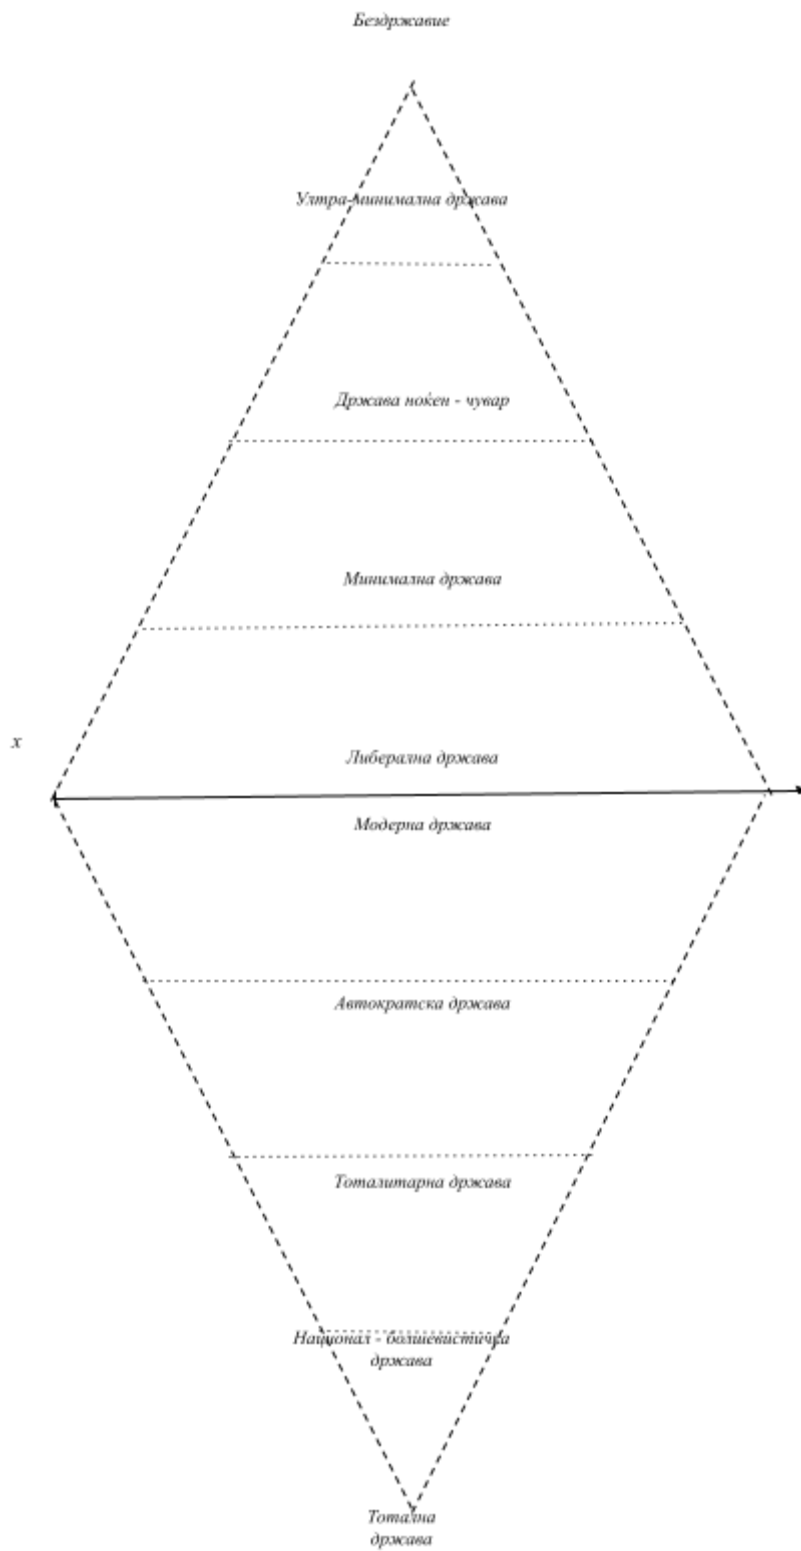 Бездржавие
Ултра-минимална држава
Држава ноќен - чувар
Минимална држава
x
Либерална држава
Модерна држава
Автократска држава
Тоталитарна држава
Национал - болшевистичка
држава
Тотална
држава